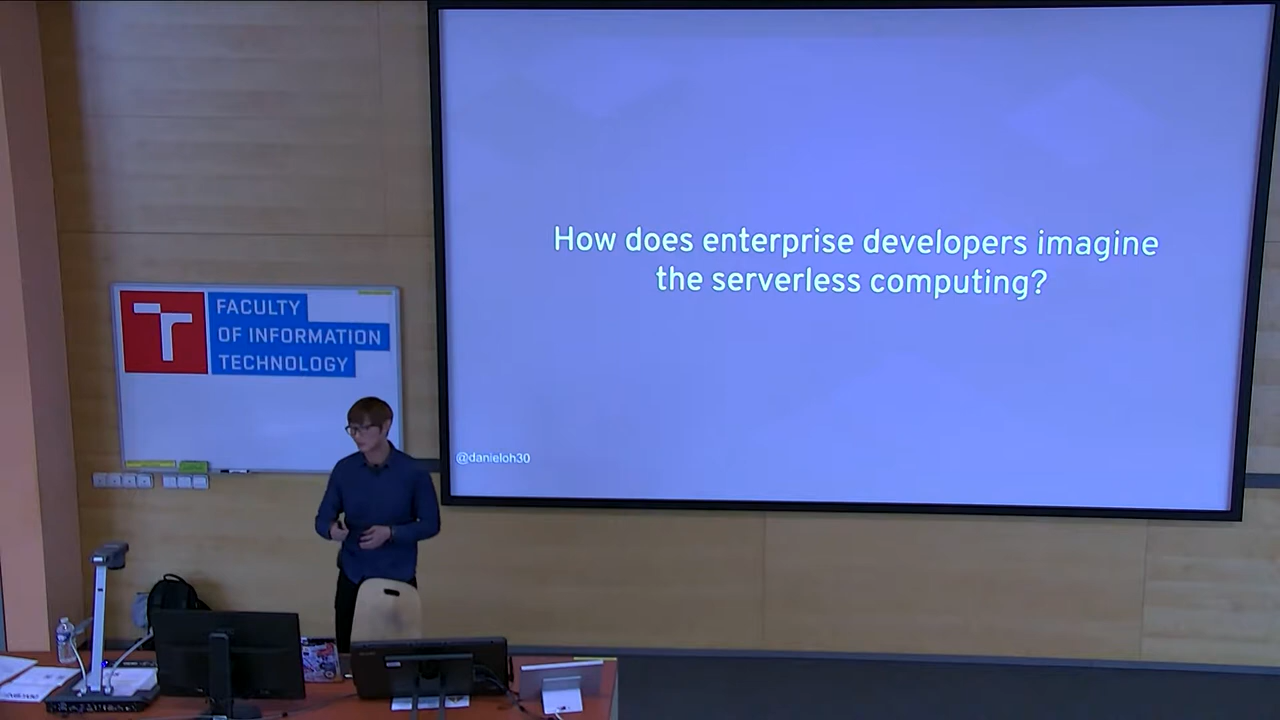 How does enterprise developers imagine
the serverless computing?
@danieloh30
FACULTY
OF INFORMATION
TECHNOLOGY